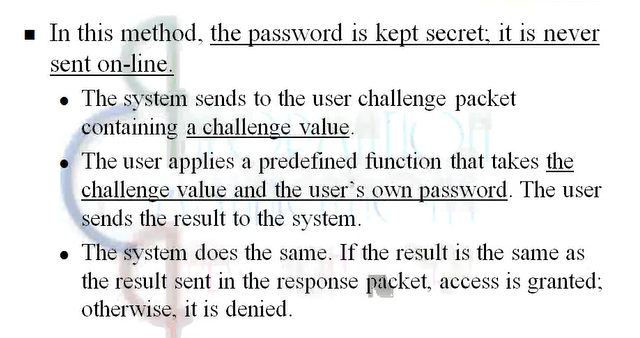 ■ In this method, the password is kept secret; it is never
sent on-line.
• The system sends to the user challenge packet
containing a challenge value.
• The user applies a predefined function that takes the
challenge value and the user's own password. The user
sends the result to the system.
• The system does the same. If the result is the same as
the result sent in the response packet, access is granted;
otherwise, it is denied.